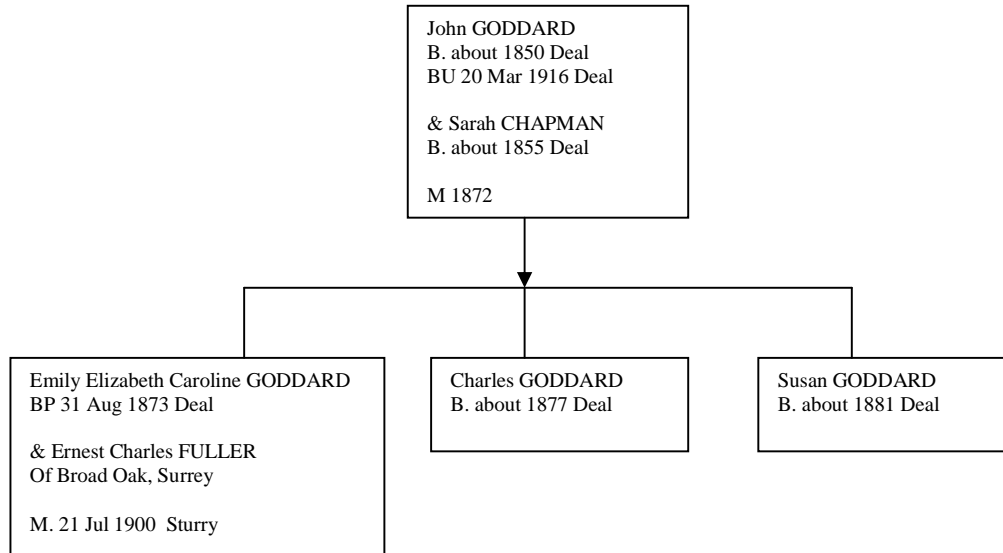 John GODDARD
B. about 1850 Deal
BU 20 Mar 1916 Deal
& Sarah CHAPMAN
B. about 1855 Deal
M 1872
Emily Elizabeth Caroline GODDARD
BP 31 Aug 1873 Deal
& Ernest Charles FULLER
Of Broad Oak, Surrey
M. 21 Jul 1900 Sturry
Charles GODDARD
B. about 1877 Deal
Susan GODDARD
B. about 1881 Deal